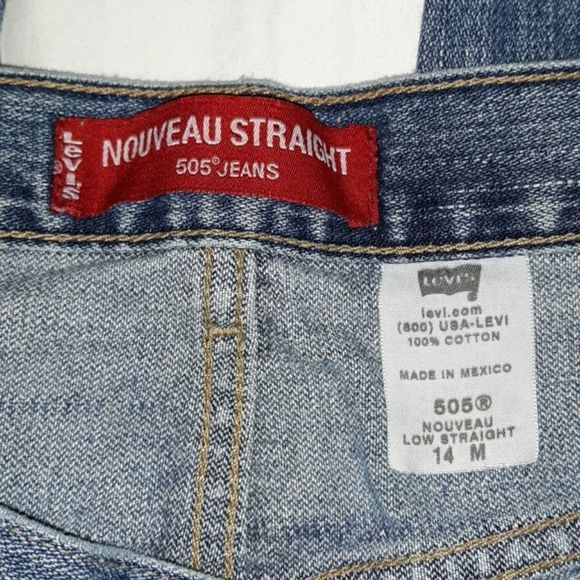 LEVI'S®
NOUVEAU STRAIGHT
505® JEANS
LEVI'S
levi.com
(800) USA-LEVI
100% COTTON
MADE IN MEXICO
505®
NOUVEAU
LOW STRAIGHT
14 M